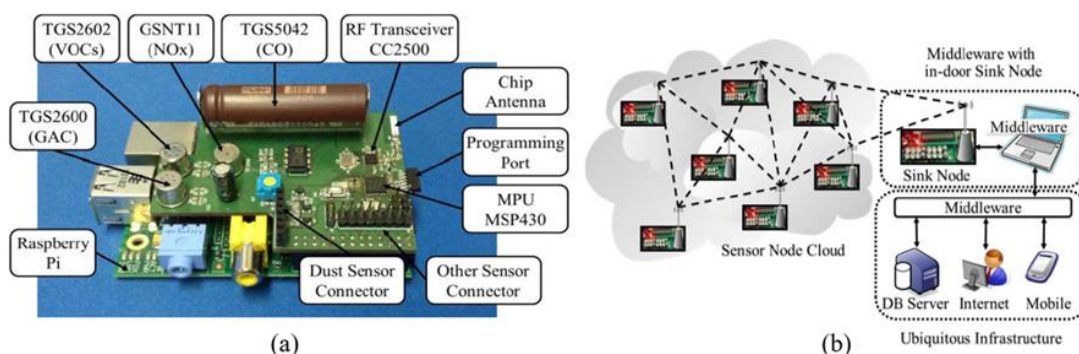 TGS2602
(VOCs)
GSNT11
(NOx)
TGS5042
(CO)
RF Transceiver
CC2500
Chip
Antenna
TGS2600
(GAC)
Programming
Port
MPU
MSP430
Raspberry
Pi
Dust Sensor
Connector
Other Sensor
Connector
(a)
Middleware with
in-door Sink Node
Middleware
Sink Node
Sensor Node Cloud
Middleware
DB Server
Internet
Mobile
Ubiquitous Infrastructure
(b)